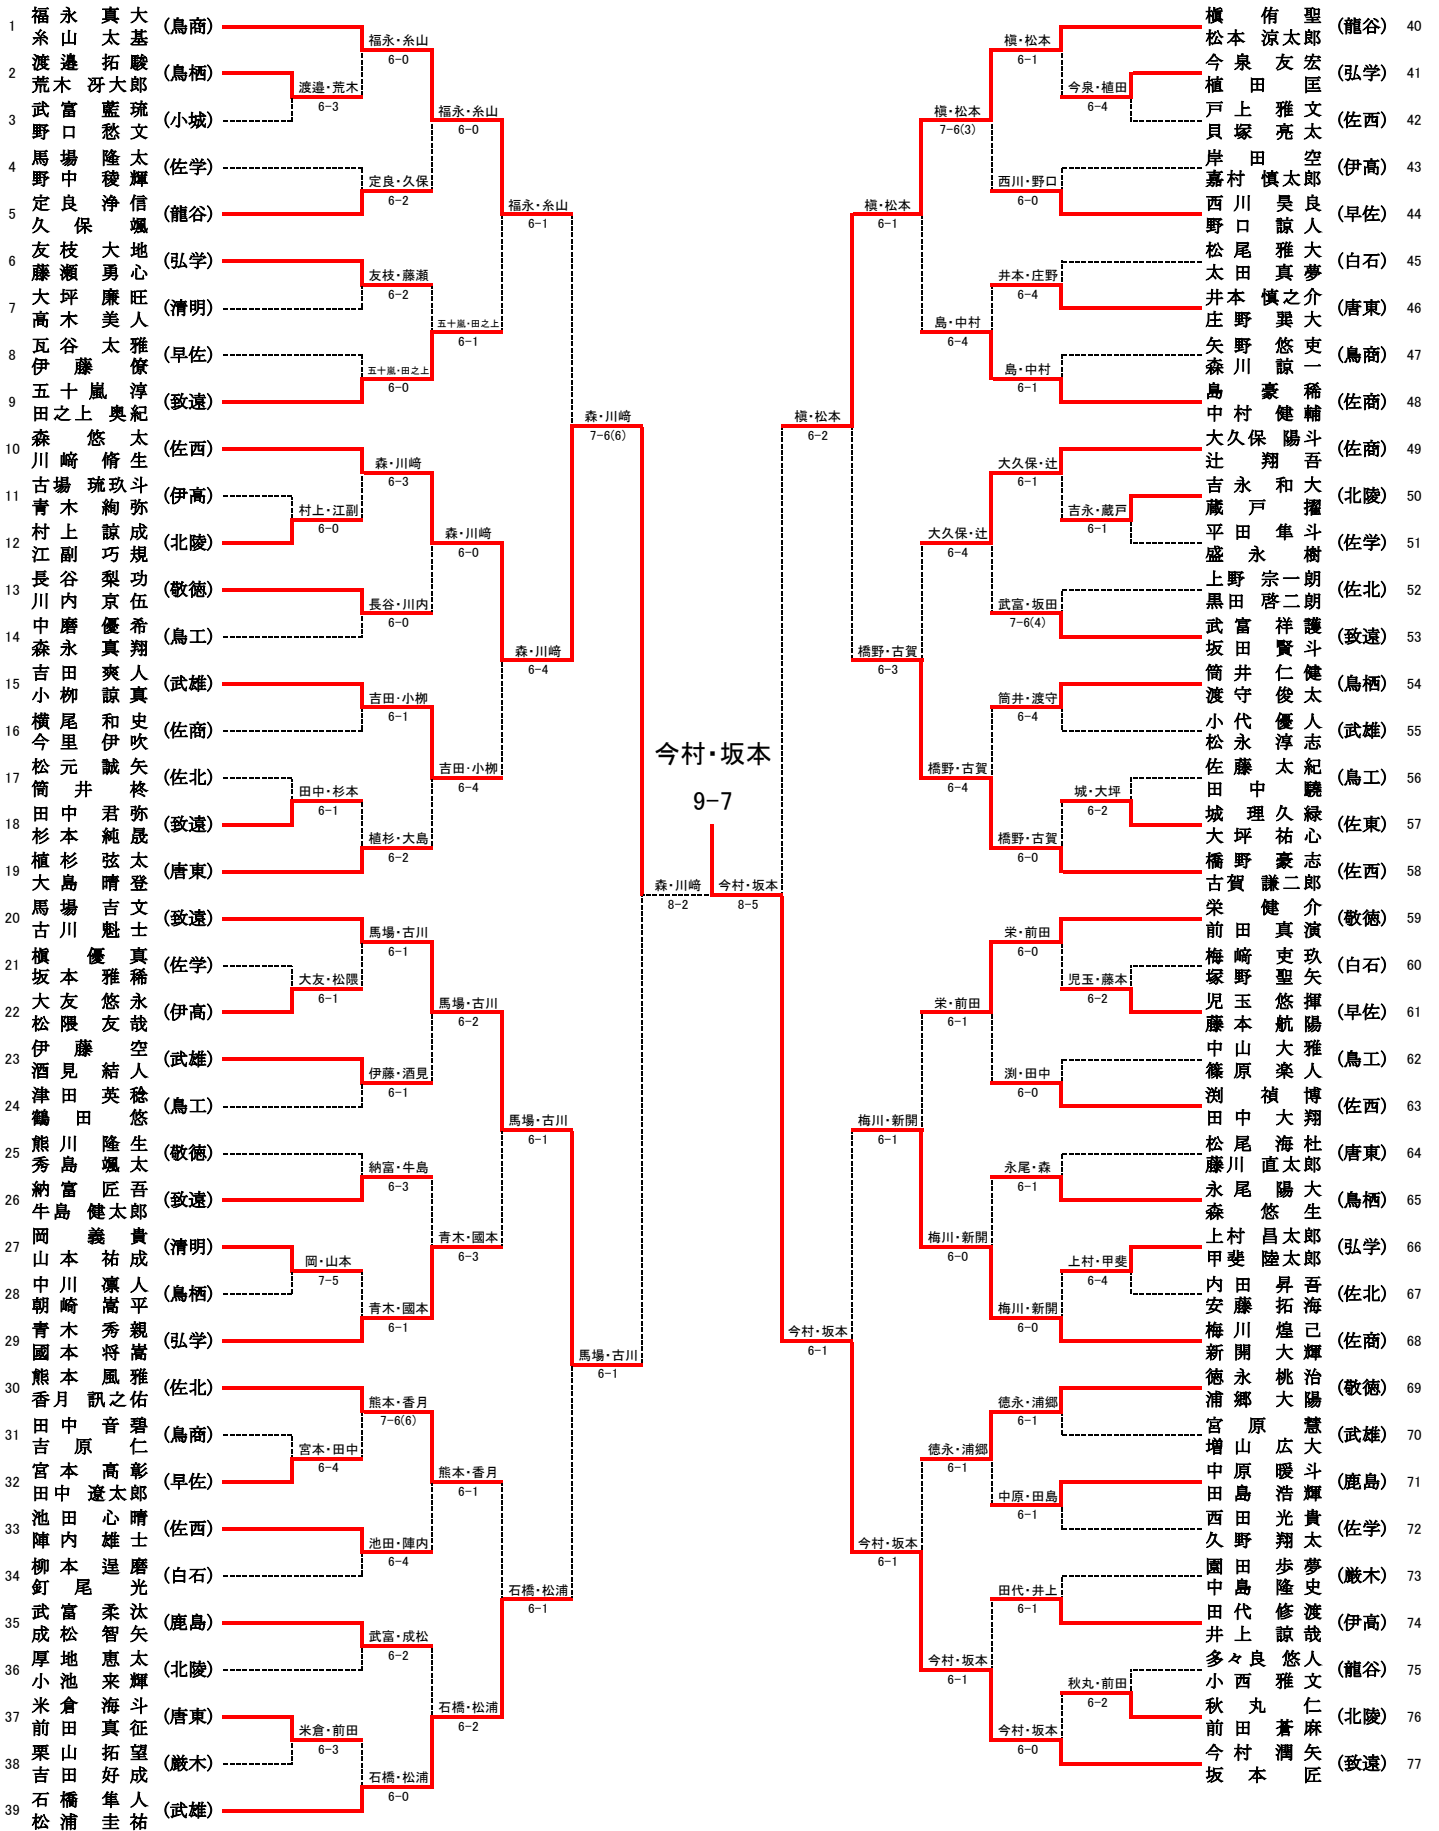 1 福永 真大 (鳥商)
糸山 太基
2 渡邉 拓駿 (鳥栖)
荒木 冴大郎
3 武富 藍琉 (小城)
野口 愁文
4 馬場 隆太 (佐学)
野中 稜輝
5 定良 浄信 (龍谷)
久保 颯
6 友枝 大地 (弘学)
藤瀬 勇心
7 大坪 廉旺 (清明)
高木 美人
8 瓦谷 太雅 (早佐)
伊藤 僚
9 五十嵐 淳 (致遠)
田之上 奥紀
10 森 悠太 (佐西)
川﨑 脩生
11 古場 琉玖斗 (伊高)
青木 絢弥
12 村上 諒成 (北陵)
江副 巧規
13 長谷 梨功 (敬徳)
川内 京伍
14 中磨 優希 (鳥工)
森永 真翔
15 吉田 爽人 (武雄)
小栁 諒真
16 横尾 和史 (佐商)
今里 伊吹
17 松元 誠矢 (佐北)
筒井 柊
18 田中 君弥 (致遠)
杉本 純晟
19 植杉 弦太 (唐東)
大島 晴登
20 馬場 吉文 (致遠)
古川 魁士
21 槇 優真 (佐学)
坂本 雅稀
22 大友 悠永 (伊高)
松隈 友哉
23 伊藤 空 (武雄)
酒見 結人
24 津田 英稔 (鳥工)
鶴田 悠
25 熊川 隆生 (敬徳)
秀島 颯太
26 納富 匠吾 (致遠)
牛島 健太郎
27 岡 義貴 (清明)
山本 祐成
28 中川 凛人 (鳥栖)
朝崎 嵩平
29 青木 秀親 (弘学)
國本 将嵩
30 熊本 風雅 (佐北)
香月 訊之佑
31 田中 音碧 (鳥商)
吉原 仁
32 宮本 高彰 (早佐)
田中 遼太郎
33 池田 心晴 (佐西)
陣内 雄士
34 柳本 逞磨 (白石)
釘尾 光
35 武富 柔汰 (鹿島)
成松 智矢
36 厚地 恵太 (北陵)
小池 来輝
37 米倉 海斗 (唐東)
前田 真征
38 栗山 拓望 (厳木)
吉田 好成
39 石橋 隼人 (武雄)
松浦 圭祐
福永・糸山
6-0
渡邉・荒木
6-3
定良・久保
6-2
福永・糸山
6-0
友枝・藤瀬
6-2
五十嵐・田之上
6-0
五十嵐・田之上
6-1
福永・糸山
6-1
森・川﨑
6-3
村上・江副
6-0
長谷・川内
6-0
森・川﨑
6-0
吉田・小栁
6-1
田中・杉本
6-1
植杉・大島
6-2
吉田・小栁
6-4
森・川﨑
6-4
森・川﨑
7-6(6)
馬場・古川
6-1
大友・松隈
6-1
伊藤・酒見
6-1
馬場・古川
6-2
納富・牛島
6-3
岡・山本
7-5
青木・國本
6-1
青木・國本
6-3
馬場・古川
6-1
熊本・香月
7-6(6)
宮本・田中
6-4
池田・陣内
6-4
熊本・香月
6-1
武富・成松
6-2
米倉・前田
6-3
石橋・松浦
6-0
石橋・松浦
6-2
石橋・松浦
6-1
馬場・古川
6-1
森・川﨑
8-2
今村・坂本
9-7
今村・坂本
8-5
槇・松本
6-1
今泉・植田
6-4
西川・野口
6-0
槇・松本
7-6(3)
井本・庄野
6-4
島・中村
6-1
島・中村
6-4
槇・松本
6-1
槇・松本
6-2
大久保・辻
6-1
吉永・蔵戸
6-1
武富・坂田
7-6(4)
大久保・辻
6-4
筒井・渡守
6-4
城・大坪
6-2
橋野・古賀
6-0
橋野・古賀
6-4
橋野・古賀
6-3
栄・前田
6-0
児玉・藤本
6-2
渕・田中
6-0
栄・前田
6-1
永尾・森
6-1
上村・甲斐
6-4
梅川・新開
6-0
梅川・新開
6-0
梅川・新開
6-1
今村・坂本
6-1
徳永・浦郷
6-1
中原・田島
6-1
徳永・浦郷
6-1
田代・井上
6-1
秋丸・前田
6-2
今村・坂本
6-0
今村・坂本
6-1
今村・坂本
6-1
槇 侑聖 (龍谷) 40
松本 涼太郎
今泉 友宏 (弘学) 41
植田 匡
戸上 雅文 (佐西) 42
貝塚 亮太
岸田 空 (伊高) 43
嘉村 慎太郎
西川 昊良 (早佐) 44
野口 諒人
松尾 雅大 (白石) 45
太田 真夢
井本 慎之介 (唐東) 46
庄野 巽大
矢野 悠吏 (鳥商) 47
森川 諒一
島 豪稀 (佐商) 48
中村 健輔
大久保 陽斗 (佐商) 49
辻 翔吾
吉永 和大 (北陵) 50
蔵戸 擢
平田 隼斗 (佐学) 51
盛永 樹
上野 宗一朗 (佐北) 52
黒田 啓二朗
武富 祥護 (致遠) 53
坂田 賢斗
筒井 仁健 (鳥栖) 54
渡守 俊太
小代 優人 (武雄) 55
松永 淳志
佐藤 太紀 (鳥工) 56
田中 驍
城 理久緑 (佐東) 57
大坪 祐心
橋野 豪志 (佐西) 58
古賀 謙二郎
栄 健介 (敬徳) 59
前田 真演
梅﨑 吏玖 (白石) 60
塚野 聖矢
児玉 悠揮 (早佐) 61
藤本 航陽
中山 大雅 (鳥工) 62
篠原 楽人
渕 禎博 (佐西) 63
田中 大翔
松尾 海杜 (唐東) 64
藤川 直太郎
永尾 陽大 (鳥栖) 65
森 悠生
上村 昌太郎 (弘学) 66
甲斐 陸太郎
内田 昇吾 (佐北) 67
安藤 拓海
梅川 煌己 (佐商) 68
新開 大輝
徳永 桃治 (敬徳) 69
浦郷 大陽
宮原 慧 (武雄) 70
増山 広大
中原 暖斗 (鹿島) 71
田島 浩輝
西田 光貴 (佐学) 72
久野 翔太
園田 歩夢 (厳木) 73
中島 隆史
田代 修渡 (伊高) 74
井上 諒哉
多々良 悠人 (龍谷) 75
小西 雅文
秋丸 仁 (北陵) 76
前田 蒼麻
今村 潤矢 (致遠) 77
坂本 匠